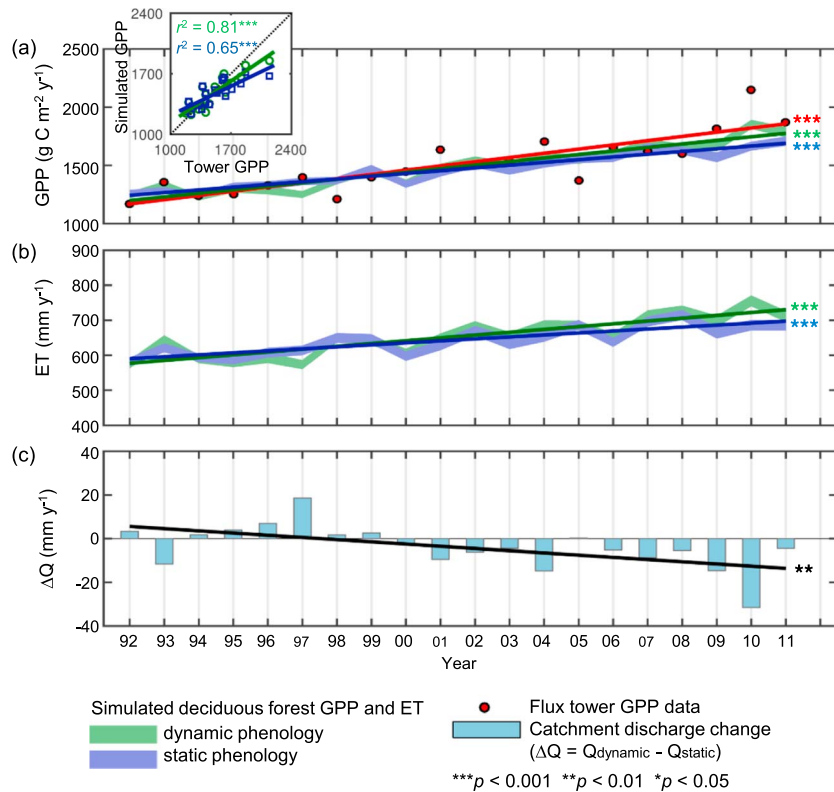 (a)
2400
r² = 0.81***
r² = 0.65***
1700
1000
Simulated GPP
1000 1700 2400
Tower GPP
2500
2000
1500
1000
GPP (g C m⁻² y⁻¹)
***
***
***
(b)
900
800
700
600
500
400
ET (mm y⁻¹)
***
***
(c)
40
20
0
-20
-40
ΔQ (mm y⁻¹)
**
92 93 94 95 96 97 98 99 00 01 02 03 04 05 06 07 08 09 10 11
Year
Simulated deciduous forest GPP and ET
dynamic phenology
static phenology
Flux tower GPP data
Catchment discharge change
(ΔQ = Qdynamic - Qstatic)
***p < 0.001 **p < 0.01 *p < 0.05